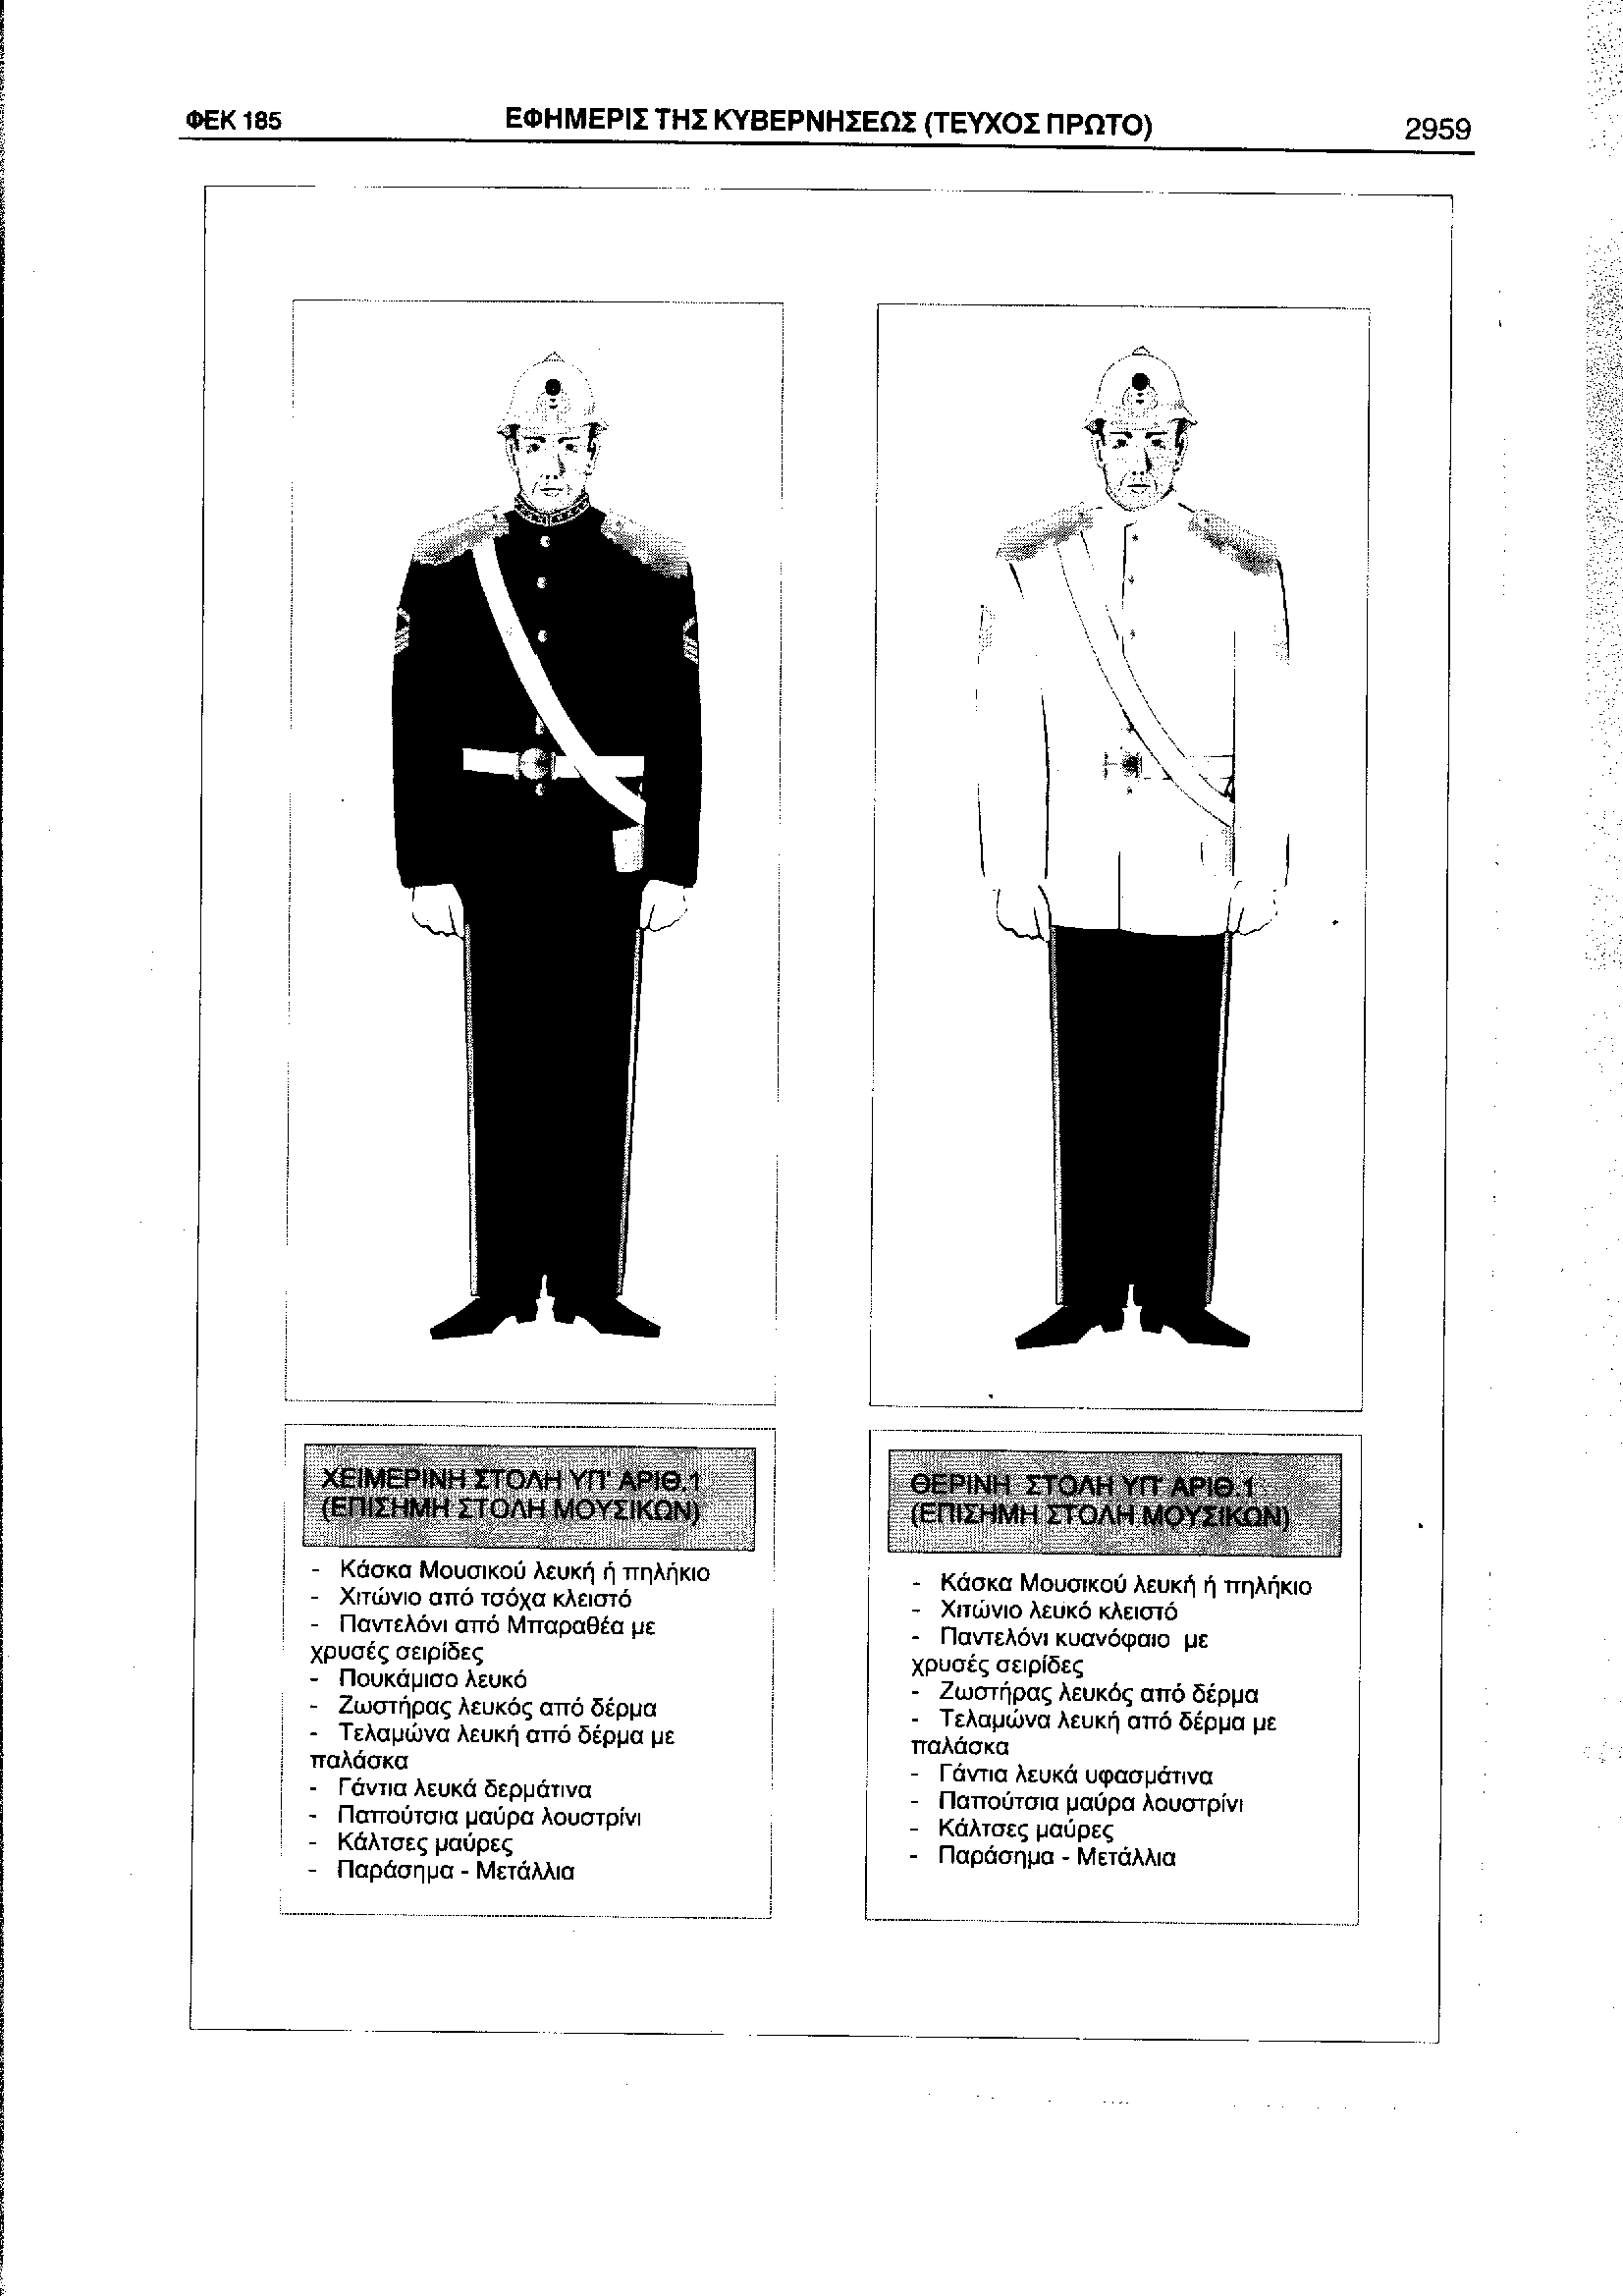 ΦΕΚ 185
ΕΦΗΜΕΡΙΣ ΤΗΣ ΚΥΒΕΡΝΗΣΕΩΣ (ΤΕΥΧΟΣ ΠΡΩΤΟ)
2959
ΧΕΙΜΕΡΙΝΗ ΣΤΟΛΗ ΥΠ' ΑΡΙΘ.1
(ΕΠΙΣΗΜΗ ΣΤΟΛΗ ΜΟΥΣΙΚΩΝ)
- Κάσκα Μουσικού λευκή ή πηλήκιο
- Χιτώνιο από τσόχα κλειστό
- Παντελόνι από Μπαραθέα με
χρυσές σειρίδες
- Πουκάμισο λευκό
- Ζωστήρας λευκός από δέρμα
- Τελαμώνα λευκή από δέρμα με
παλάσκα
- Γάντια λευκά δερμάτινα
- Παπούτσια μαύρα λουστρίνι
- Κάλτσες μαύρες
- Παράσημα - Μετάλλια
ΘΕΡΙΝΗ ΣΤΟΛΗ ΥΠ' ΑΡΙΘ.1
(ΕΠΙΣΗΜΗ ΣΤΟΛΗ ΜΟΥΣΙΚΩΝ)
- Κάσκα Μουσικού λευκή ή πηλήκιο
- Χιτώνιο λευκό κλειστό
- Παντελόνι κυανόφαιο με
χρυσές σειρίδες
- Ζωστήρας λευκός από δέρμα
- Τελαμώνα λευκή από δέρμα με
παλάσκα
- Γάντια λευκά υφασμάτινα
- Παπούτσια μαύρα λουστρίνι
- Κάλτσες μαύρες
- Παράσημα - Μετάλλια